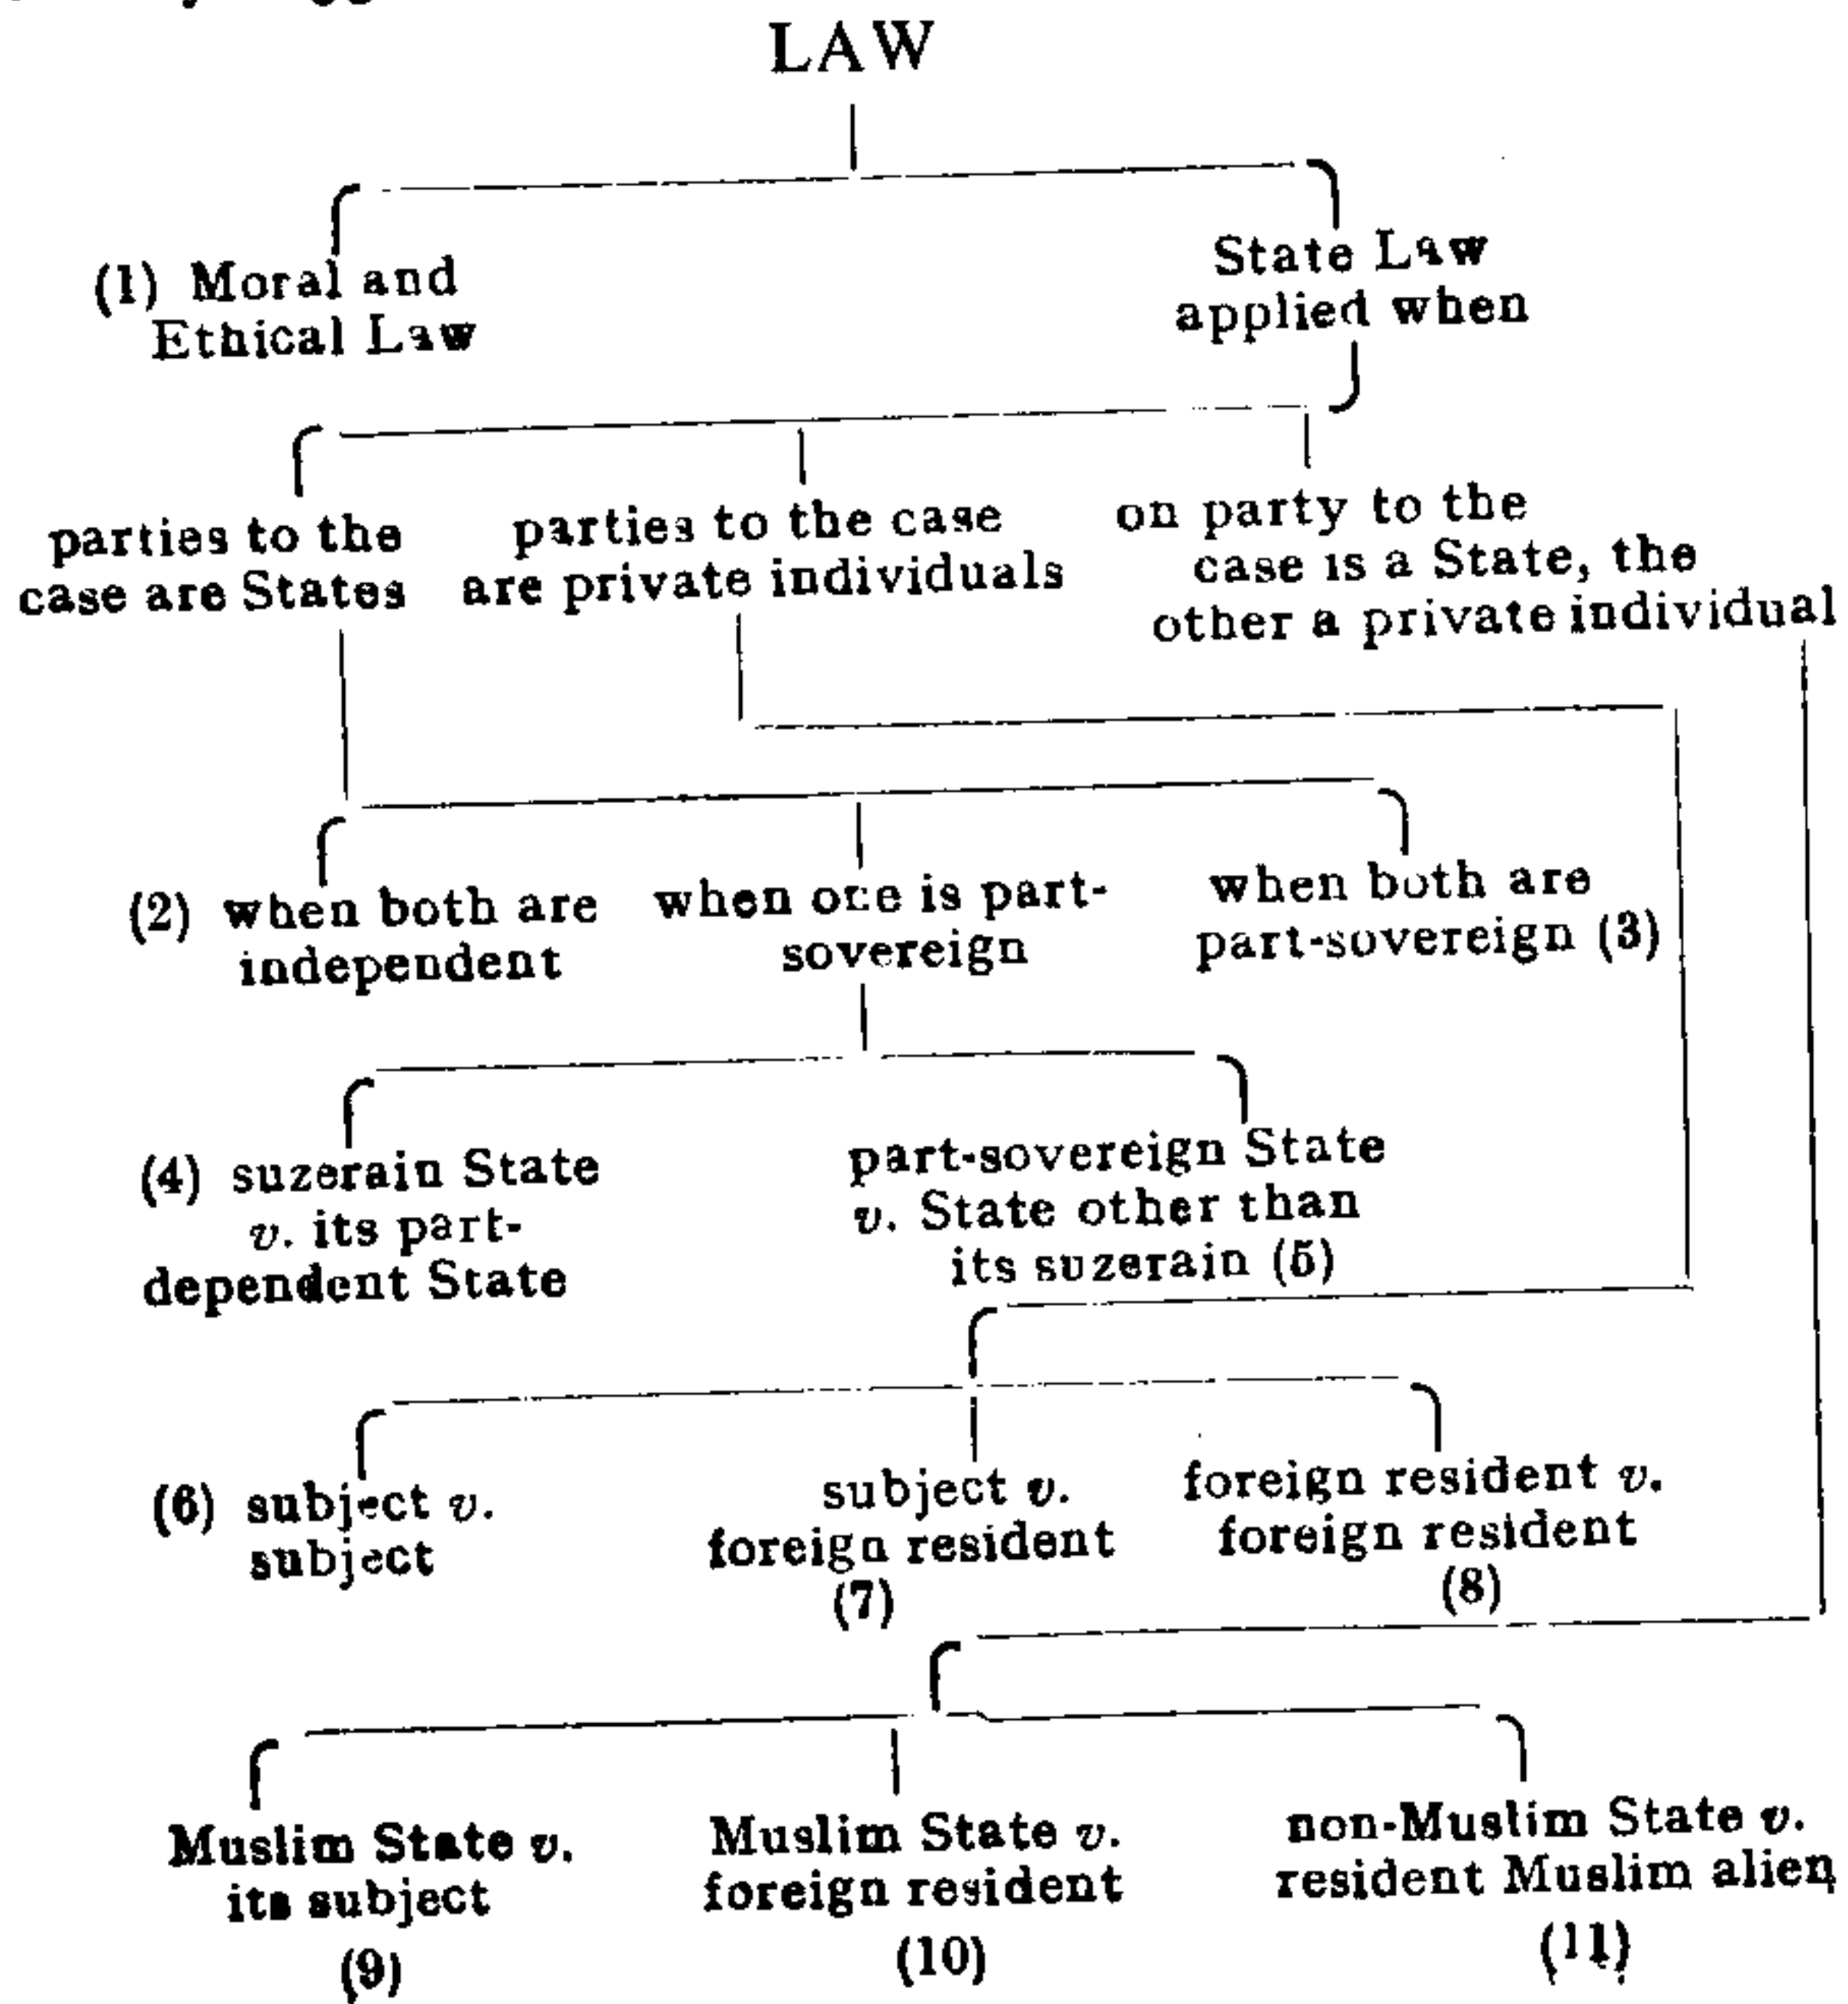 LAW
(1) Moral and
Ethical Law
State Law
applied when
parties to the
case are States
parties to the case
are private individuals
on party to the
case is a State, the
other a private individual
(2) when both are
independent
when one is part-
sovereign
when both are
part-sovereign (3)
(4) suzerain State
v. its part-
dependent State
part-sovereign State
v. State other than
its suzerain (5)
(6) subject v.
subject
subject v.
foreign resident
(7)
foreign resident v.
foreign resident
(8)
Muslim State v.
its subject
(9)
Muslim State v.
foreign resident
(10)
non-Muslim State v.
resident Muslim alien
(11)